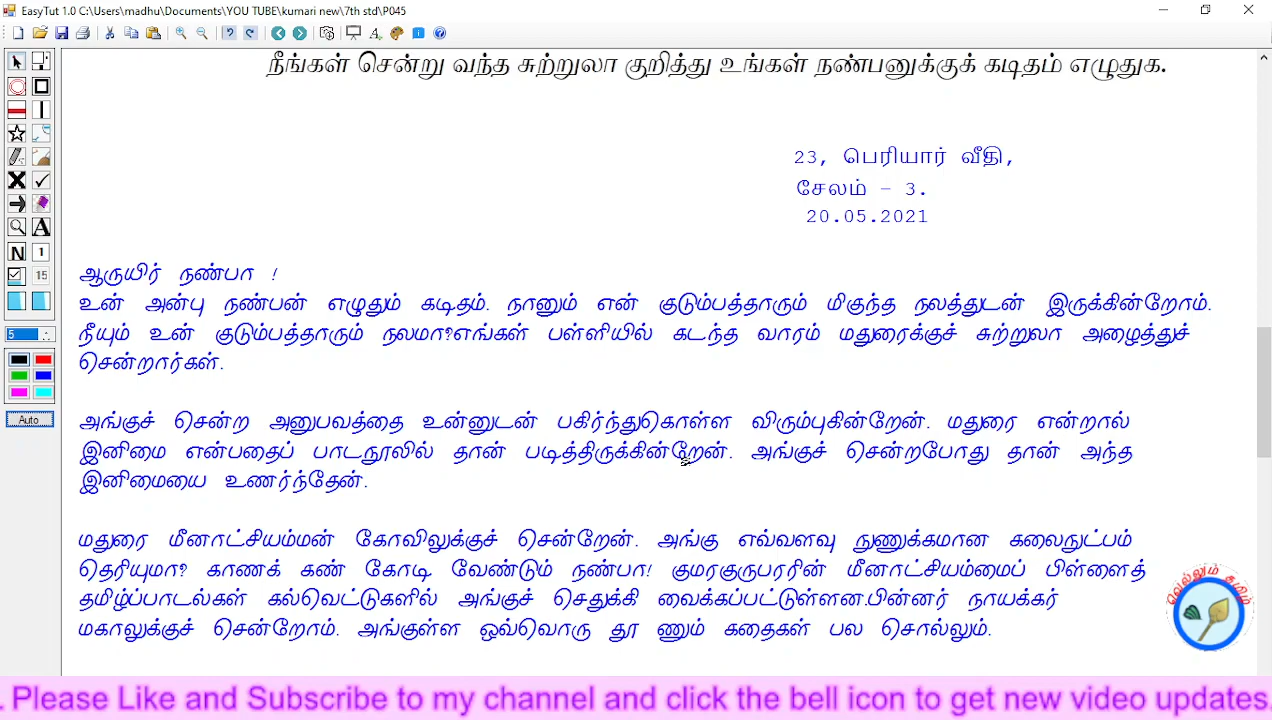 EasyTut 1.0 C:\Users\madhu\Documents\YOU TUBE\kumari new\7th std\P045
நீங்கள் சென்று வந்த சுற்றுலா குறித்து உங்கள் நண்பனுக்குக் கடிதம் எழுதுக.
23, பெரியார் வீதி,
சேலம் - 3.
20.05.2021
ஆருயிர் நண்பா !
உன் அன்பு நண்பன் எழுதும் கடிதம். நானும் என் குடும்பத்தாரும் மிகுந்த நலத்துடன் இருக்கின்றோம்.
நீயும் உன் குடும்பத்தாரும் நலமா?எங்கள் பள்ளியில் கடந்த வாரம் மதுரைக்குச் சுற்றுலா அழைத்துச்
சென்றார்கள்.
அங்குச் சென்ற அனுபவத்தை உன்னுடன் பகிர்ந்துகொள்ள விரும்புகின்றேன். மதுரை என்றால்
இனிமை என்பதைப் பாடநூலில் தான் படித்திருக்கின்றேன். அங்குச் சென்றபோது தான் அந்த
இனிமையை உணர்ந்தேன்.
மதுரை மீனாட்சியம்மன் கோவிலுக்குச் சென்றேன். அங்கு எவ்வளவு நுணுக்கமான கலைநுட்பம்
தெரியுமா? காணக் கண் கோடி வேண்டும் நண்பா! குமரகுருபரரின் மீனாட்சியம்மைப் பிள்ளைத்
தமிழ்ப்பாடல்கள் கல்வெட்டுகளில் அங்குச் செதுக்கி வைக்கப்பட்டுள்ளன.பின்னர் நாயக்கர்
மகாலுக்குச் சென்றோம். அங்குள்ள ஒவ்வொரு தூ ணும் கதைகள் பல சொல்லும்.
வெல்லும் தமிழ்
A
N 1
15
5
Auto
. Please Like and Subscribe to my channel and click the bell icon to get new video updates.